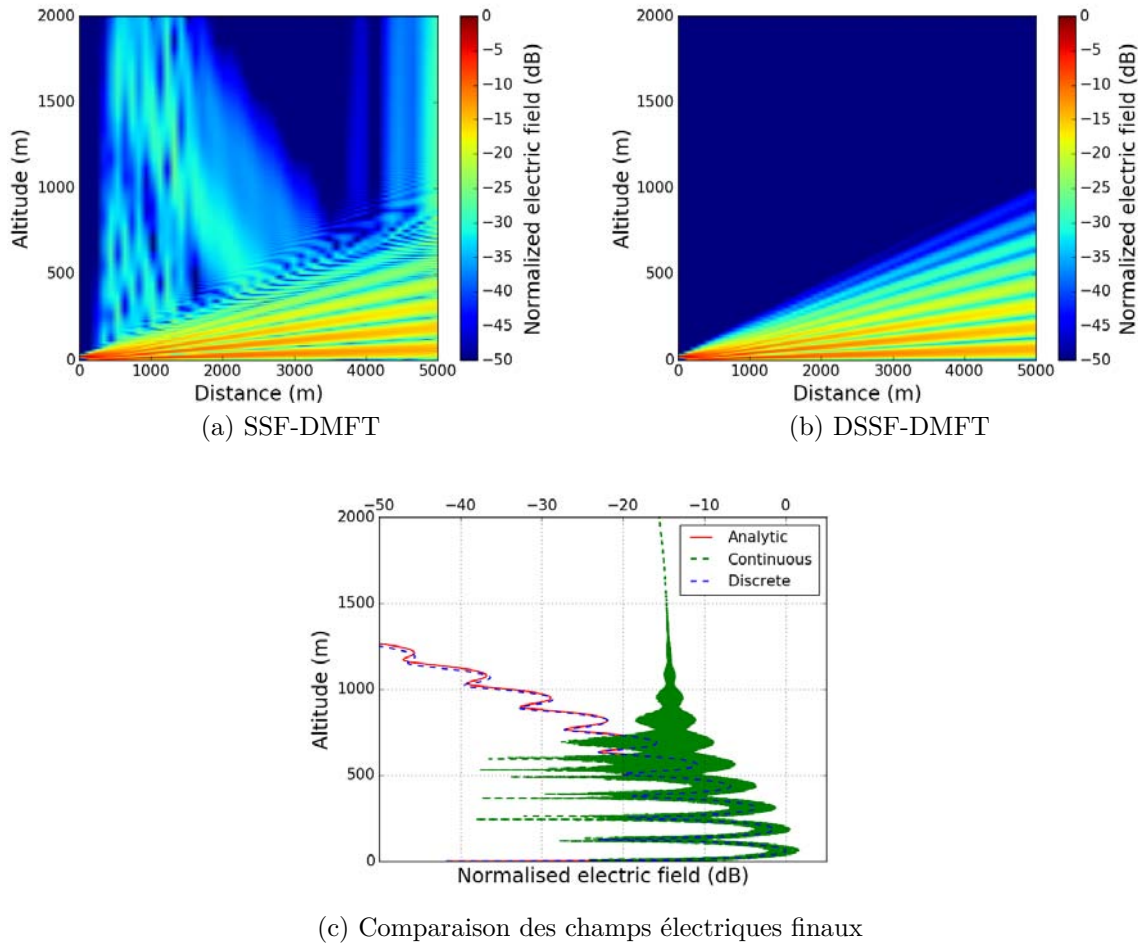 2000
1500
1000
500
0
Altitude (m)
0 1000 2000 3000 4000 5000
Distance (m)
0
−5
−10
−15
−20
−25
−30
−35
−40
−45
−50
Normalized electric field (dB)
(a) SSF-DMFT
2000
1500
1000
500
0
Altitude (m)
0 1000 2000 3000 4000 5000
Distance (m)
0
−5
−10
−15
−20
−25
−30
−35
−40
−45
−50
Normalized electric field (dB)
(b) DSSF-DMFT
−50 −40 −30 −20 −10 0
2000
1500
1000
500
0
Altitude (m)
Analytic
Continuous
Discrete
Normalised electric field (dB)
(c) Comparaison des champs électriques finaux